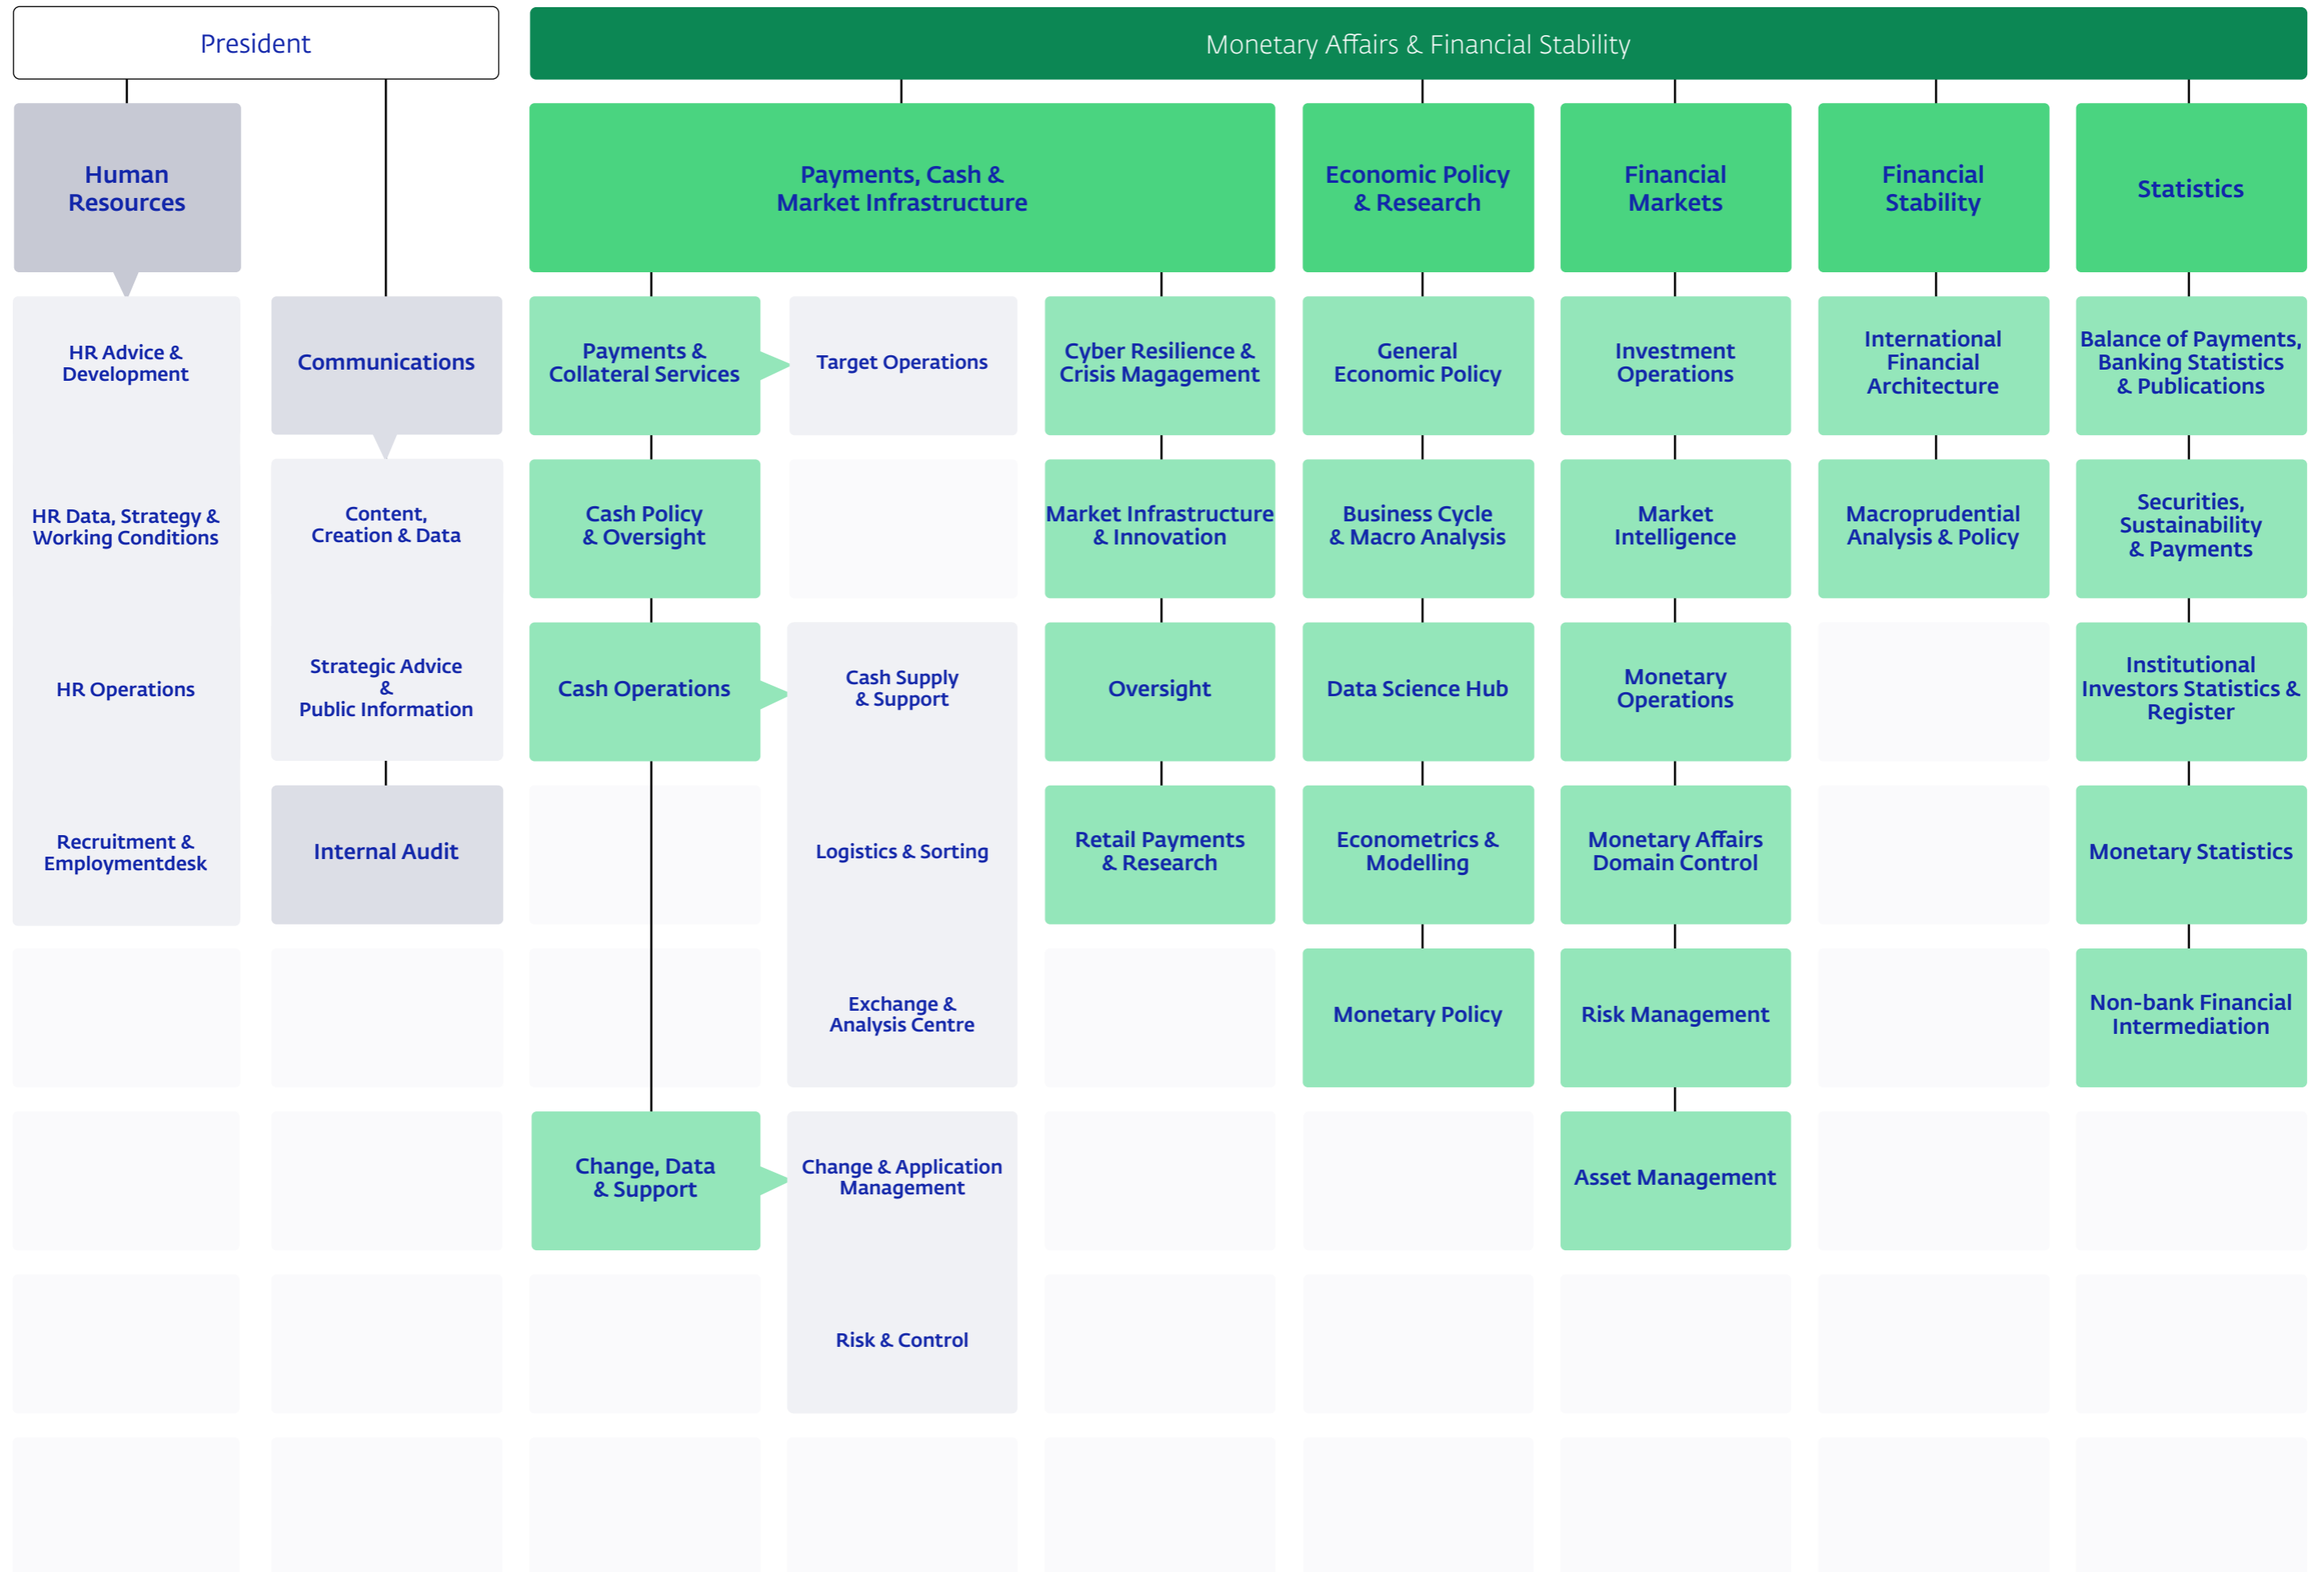 President
Monetary Affairs & Financial Stability
Human
Resources
Payments, Cash &
Market Infrastructure
Economic Policy
& Research
Financial
Markets
Financial
Stability
Statistics
HR Advice &
Development
HR Data, Strategy &
Working Conditions
HR Operations
Recruitment &
Employmentdesk
Communications
Content,
Creation & Data
Strategic Advice
&
Public Information
Internal Audit
Payments &
Collateral Services
Target Operations
Cash Policy
& Oversight
Cash Operations
Cash Supply
& Support
Logistics & Sorting
Exchange &
Analysis Centre
Change, Data
& Support
Change & Application
Management
Risk & Control
Cyber Resilience &
Crisis Magagement
Market Infrastructure
& Innovation
Oversight
Retail Payments
& Research
General
Economic Policy
Business Cycle
& Macro Analysis
Data Science Hub
Econometrics &
Modelling
Monetary Policy
Investment
Operations
Market
Intelligence
Monetary
Operations
Monetary Affairs
Domain Control
Risk Management
Asset Management
International
Financial
Architecture
Macroprudential
Analysis & Policy
Balance of Payments,
Banking Statistics
& Publications
Securities,
Sustainability
& Payments
Institutional
Investors Statistics &
Register
Monetary Statistics
Non-bank Financial
Intermediation